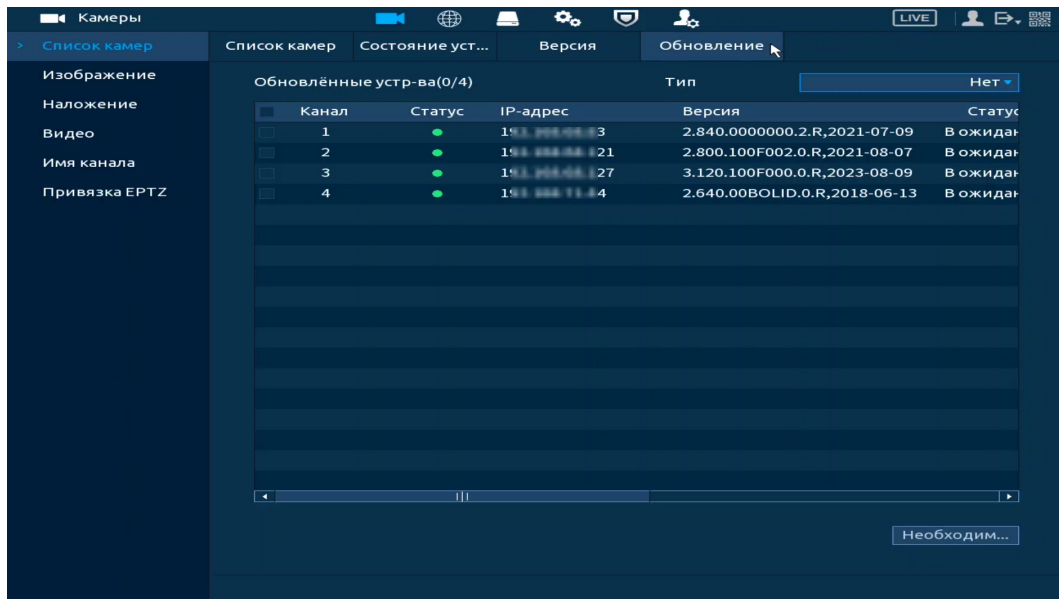 Камеры LIVE
Список камер
Изображение
Наложение
Видео
Имя канала
Привязка EPTZ
Список камер Состояние уст... Версия Обновление
Обновлённые устр-ва(0/4) Тип Нет
Канал Статус IP-адрес Версия Статус
1 2.840.0000000.2.R,2021-07-09 В ожидан
2 2.800.100F002.0.R,2021-08-07 В ожидан
3 3.120.100F000.0.R,2023-08-09 В ожидан
4 2.640.00BOLID.0.R,2018-06-13 В ожидан
Необходим...